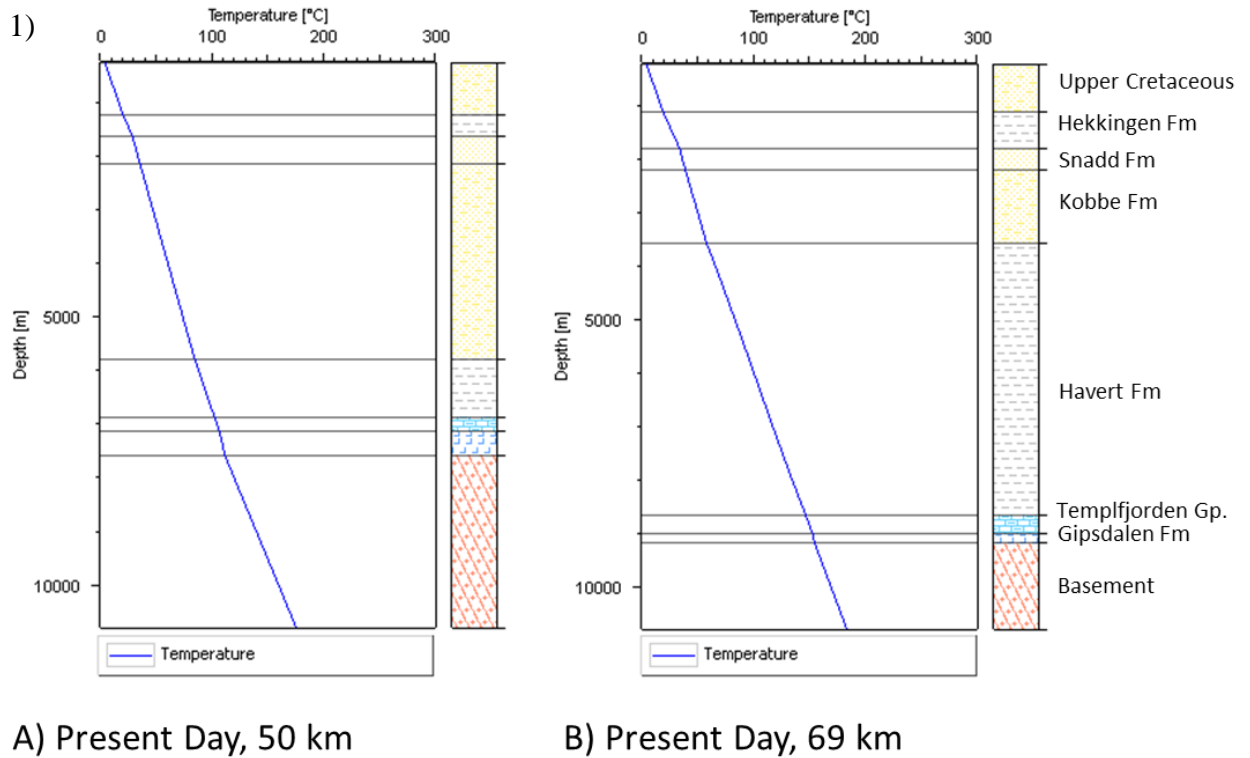 1)
Temperature [°C]
0 100 200 300
Depth [m]
5000
10000
Temperature
A) Present Day, 50 km
Temperature [°C]
0 100 200 300
Depth [m]
5000
10000
Upper Cretaceous
Hekkingen Fm
Snadd Fm
Kobbe Fm
Havert Fm
Templfjorden Gp.
Gipsdalen Fm
Basement
Temperature
B) Present Day, 69 km